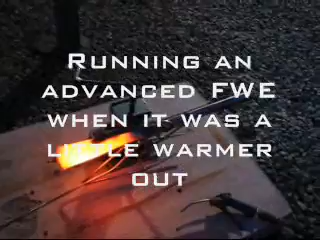 Running an
advanced FWE
when it was a
little warmer
out